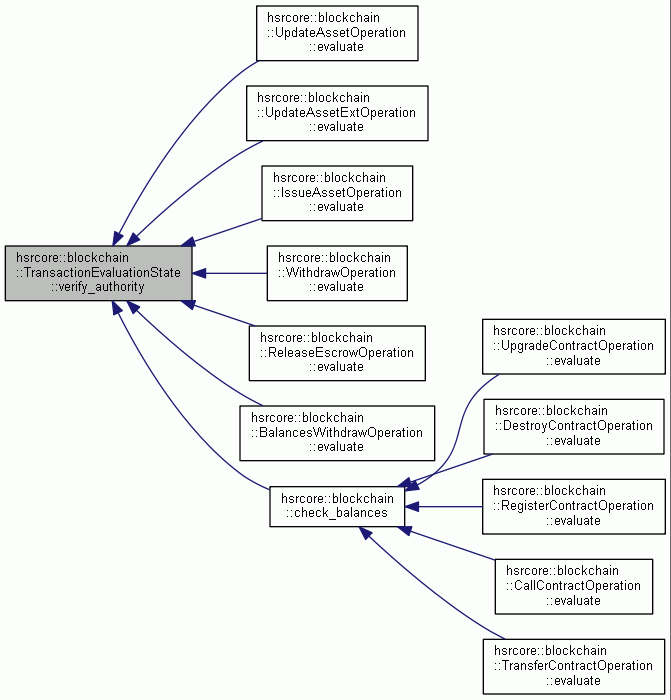 hsrcore::blockchain
::UpdateAssetOperation
::evaluate
hsrcore::blockchain
::UpdateAssetExtOperation
::evaluate
hsrcore::blockchain
::IssueAssetOperation
::evaluate
hsrcore::blockchain
::TransactionEvaluationState
::verify_authority
hsrcore::blockchain
::WithdrawOperation
::evaluate
hsrcore::blockchain
::ReleaseEscrowOperation
::evaluate
hsrcore::blockchain
::UpgradeContractOperation
::evaluate
hsrcore::blockchain
::BalancesWithdrawOperation
::evaluate
hsrcore::blockchain
::DestroyContractOperation
::evaluate
hsrcore::blockchain
::check_balances
hsrcore::blockchain
::RegisterContractOperation
::evaluate
hsrcore::blockchain
::CallContractOperation
::evaluate
hsrcore::blockchain
::TransferContractOperation
::evaluate